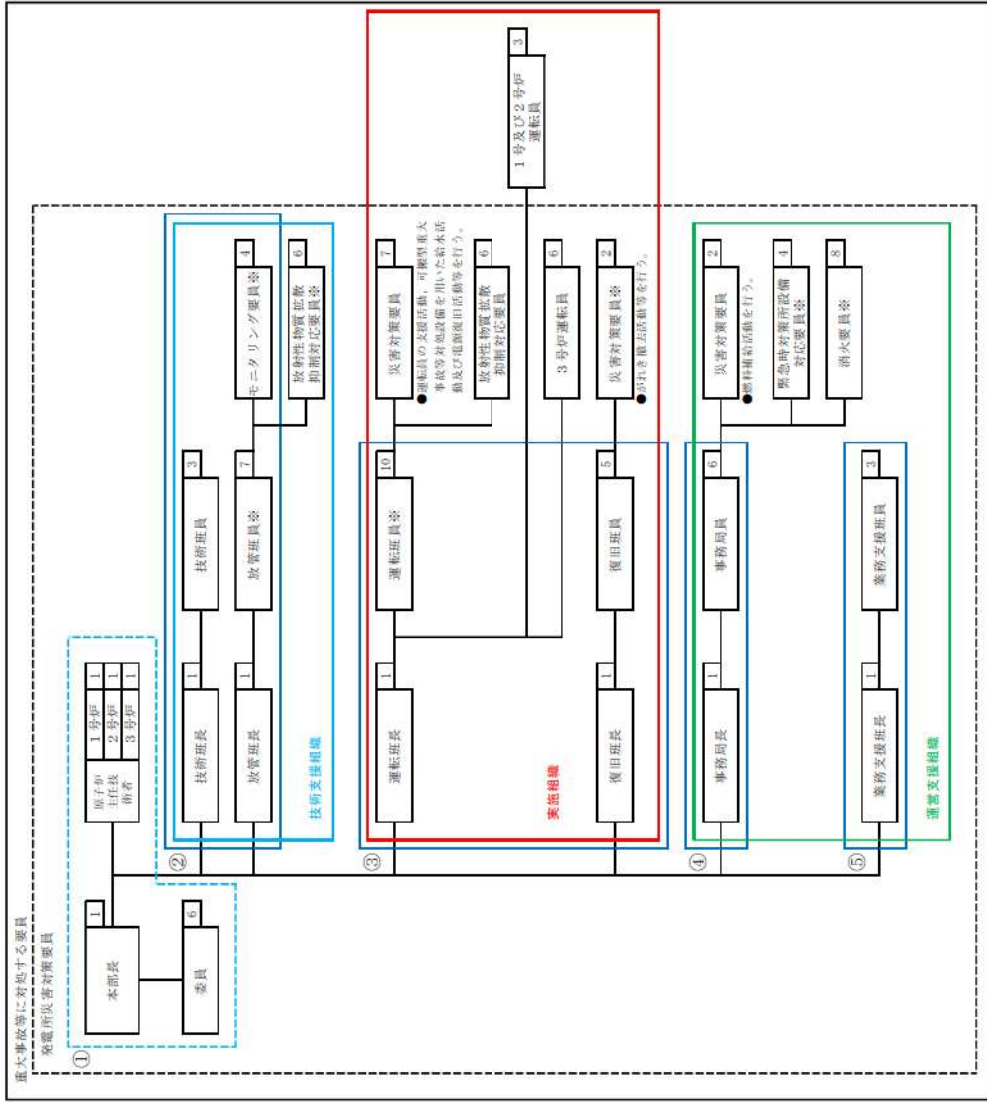 重大事故等に対処する要員
発電所災害対策要員
①
本部長
1
委員
6
原子炉
主任技
術者
1号炉
1
2号炉
1
3号炉
1
②
技術班長
1
技術班員
3
放管班長
1
放管班員※
7
モニタリング要員※
4
放射性物質拡散
抑制対応要員※
6
技術支援組織
③
運転班長
1
運転班員※
10
災害対策要員
7
●運転員の支援活動，可搬型重大
事故等対処設備を用いた給水活
動及び電源復旧活動等を行う。
放射性物質拡散
抑制対応要員
6
3号炉運転員
6
1号及び2号炉
運転員
3
実施組織
復旧班長
1
復旧班員
5
災害対策要員※
2
●がれき撤去活動等を行う。
④
事務局長
1
事務局員
6
災害対策要員
2
●燃料補給活動を行う。
緊急時対策所設備
対応要員※
4
消火要員※
8
⑤
業務支援班長
1
業務支援班員
3
運営支援組織